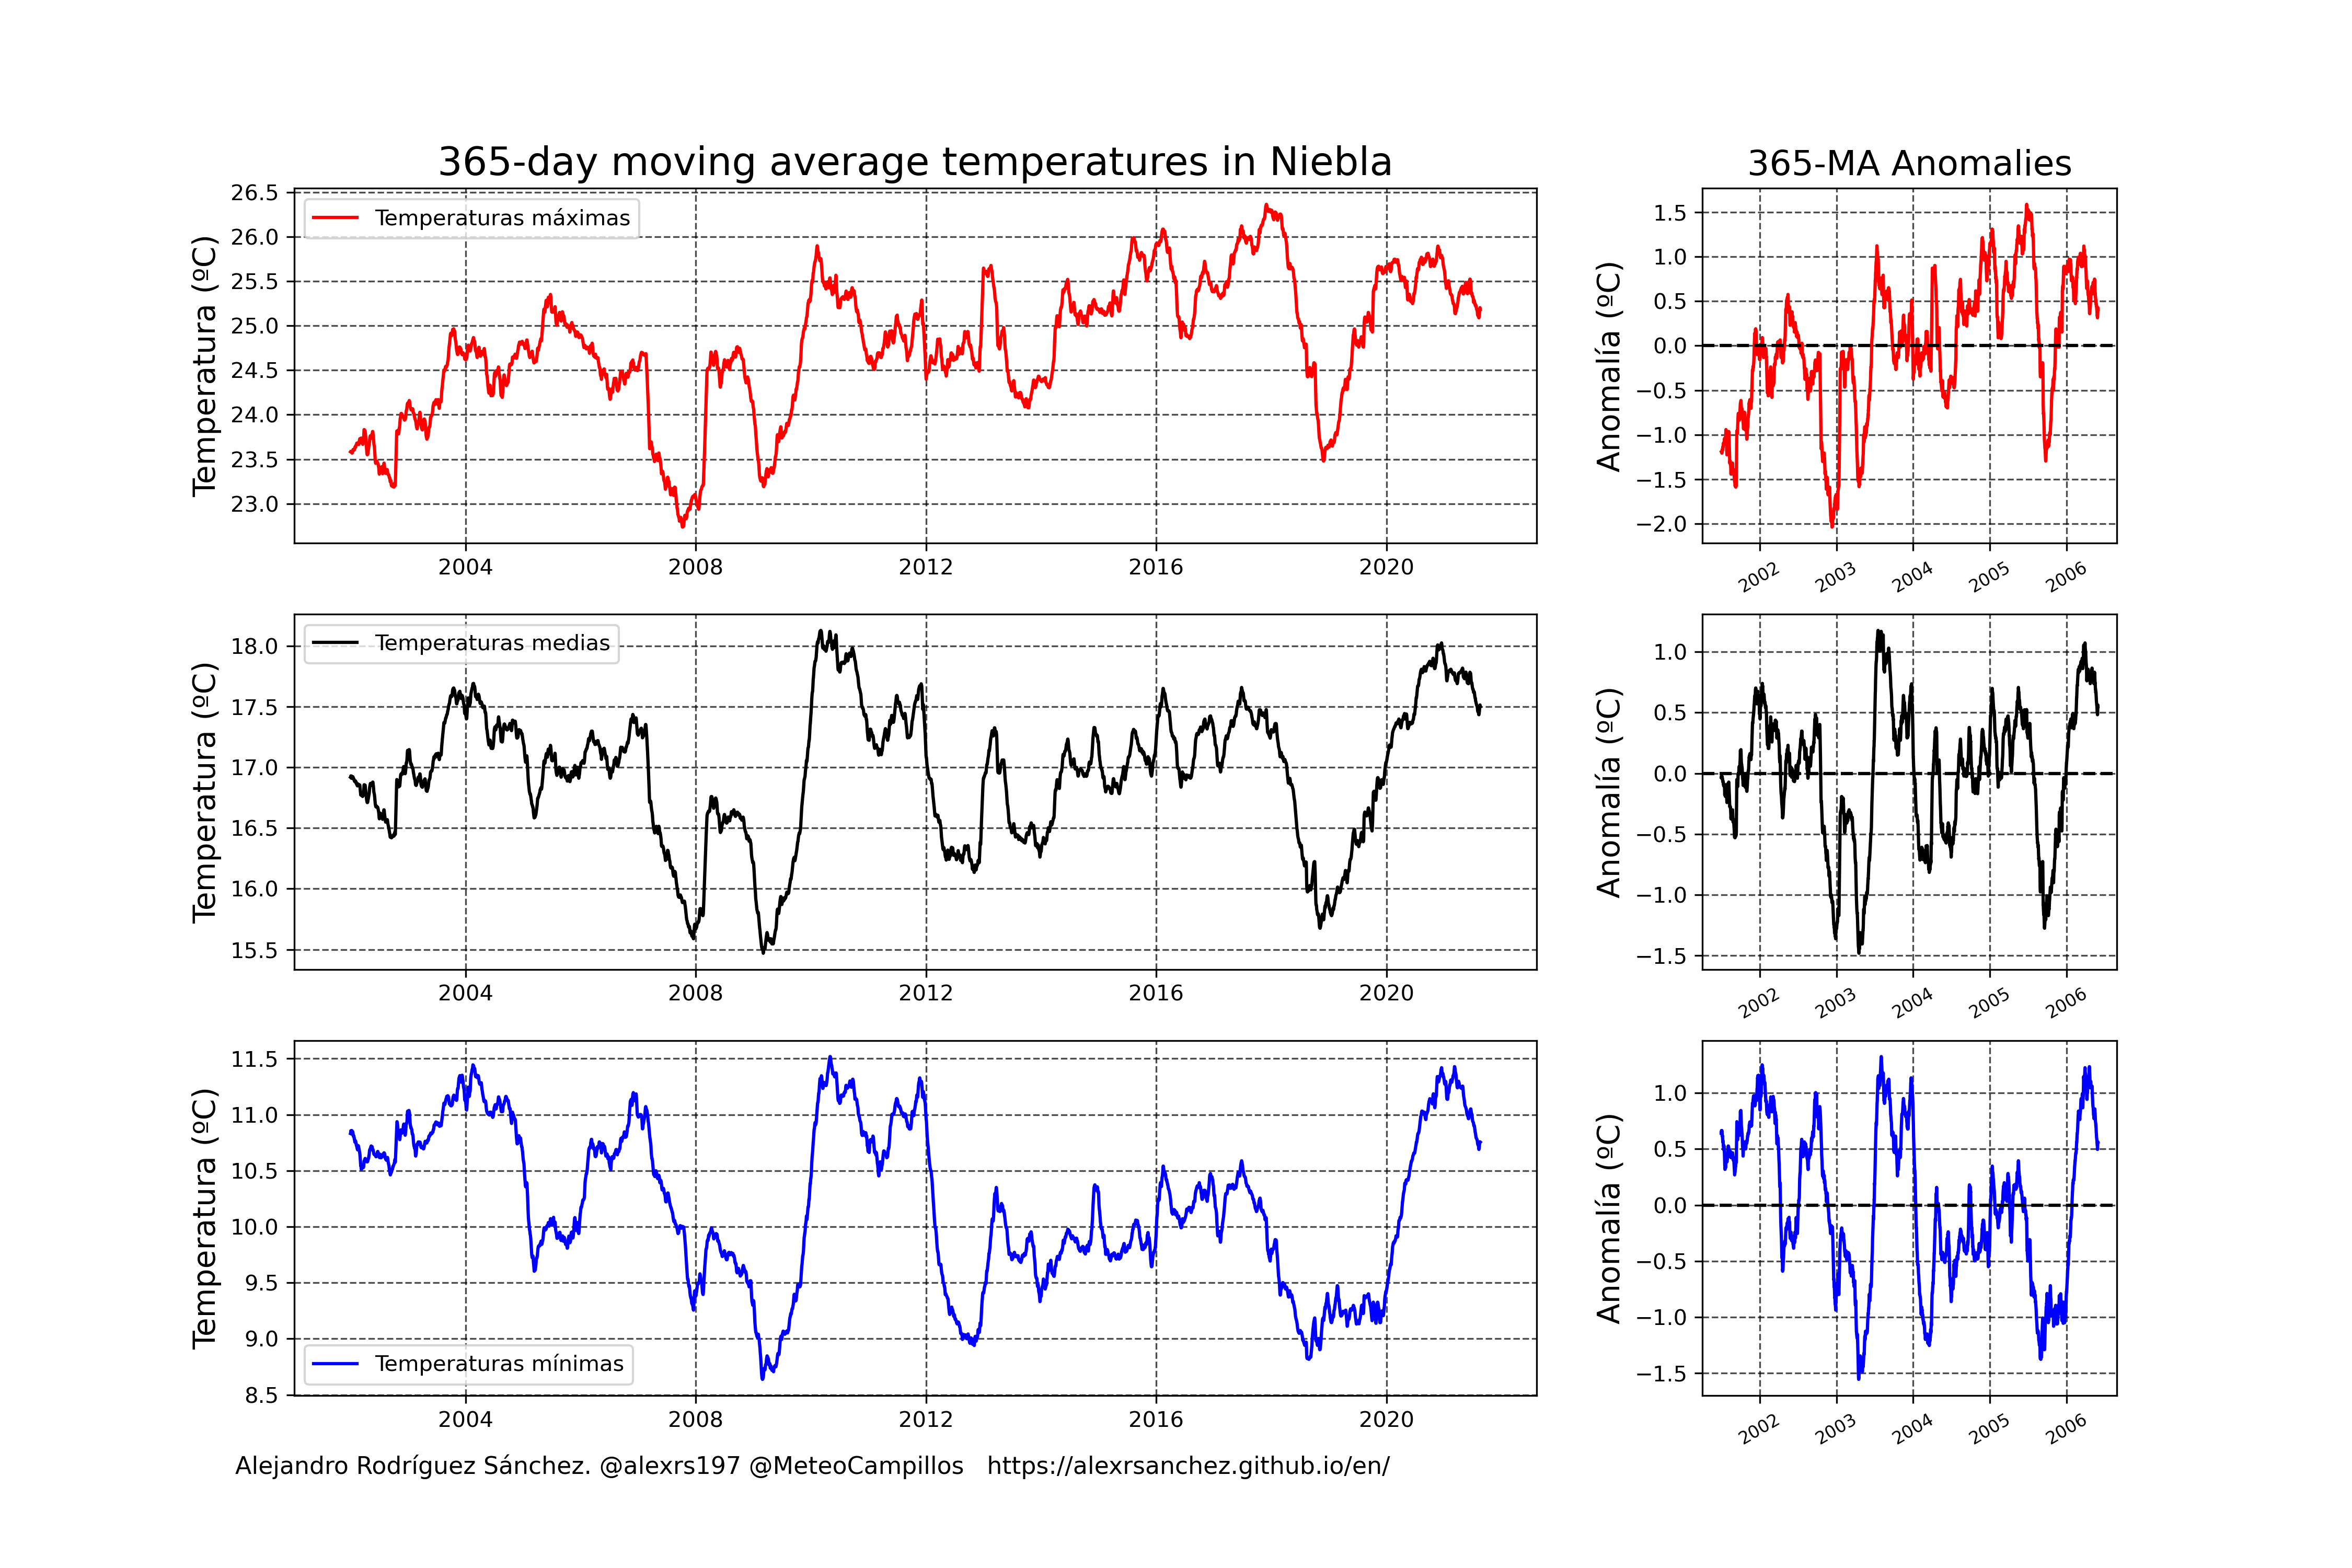 365-day moving average temperatures in Niebla
365-MA Anomalies
Temperatura (ºC)
26.5
26.0
25.5
25.0
24.5
24.0
23.5
23.0
Temperaturas máximas
2004 2008 2012 2016 2020
Anomalía (ºC)
1.5
1.0
0.5
0.0
−0.5
−1.0
−1.5
−2.0
2002 2003 2004 2005 2006
Temperatura (ºC)
18.0
17.5
17.0
16.5
16.0
15.5
Temperaturas medias
2004 2008 2012 2016 2020
Anomalía (ºC)
1.0
0.5
0.0
−0.5
−1.0
−1.5
2002 2003 2004 2005 2006
Temperatura (ºC)
11.5
11.0
10.5
10.0
9.5
9.0
8.5
Temperaturas mínimas
2004 2008 2012 2016 2020
Anomalía (ºC)
1.0
0.5
0.0
−0.5
−1.0
−1.5
2002 2003 2004 2005 2006
Alejandro Rodríguez Sánchez. @alexrs197 @MeteoCampillos https://alexrsanchez.github.io/en/